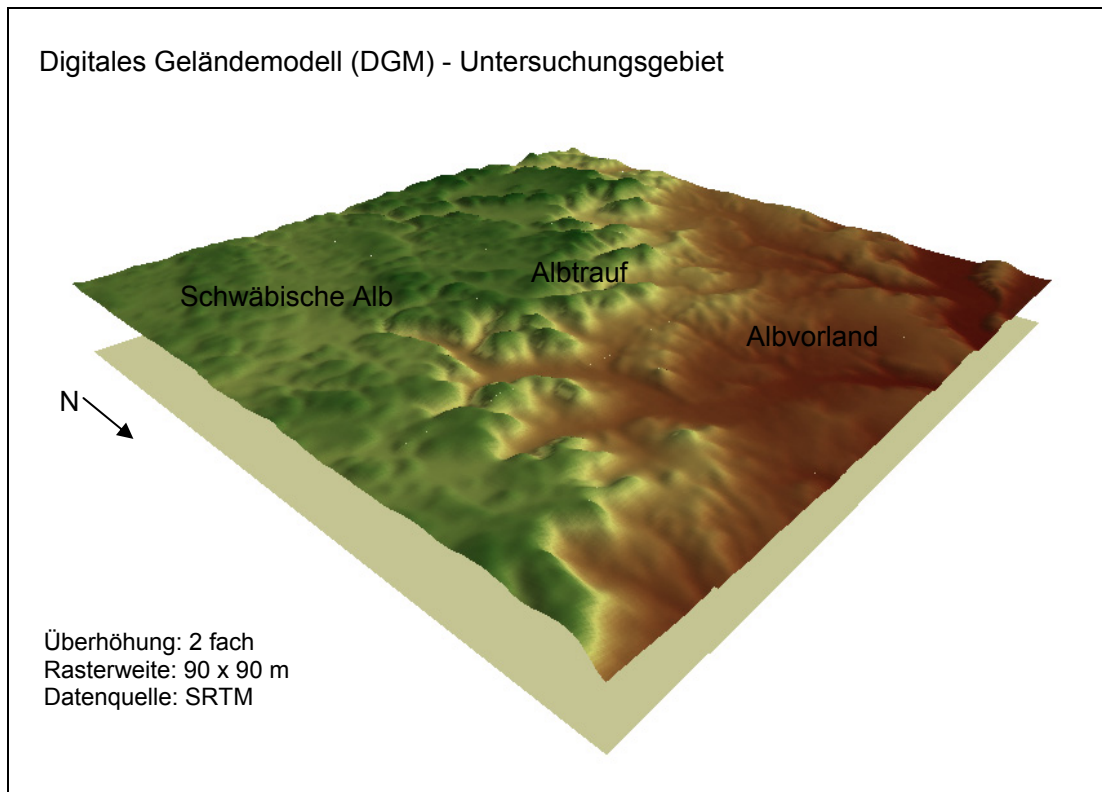 Digitales Geländemodell (DGM) - Untersuchungsgebiet
Albtrauf
Schwäbische Alb
Albvorland
N
Überhöhung: 2 fach
Rasterweite: 90 x 90 m
Datenquelle: SRTM